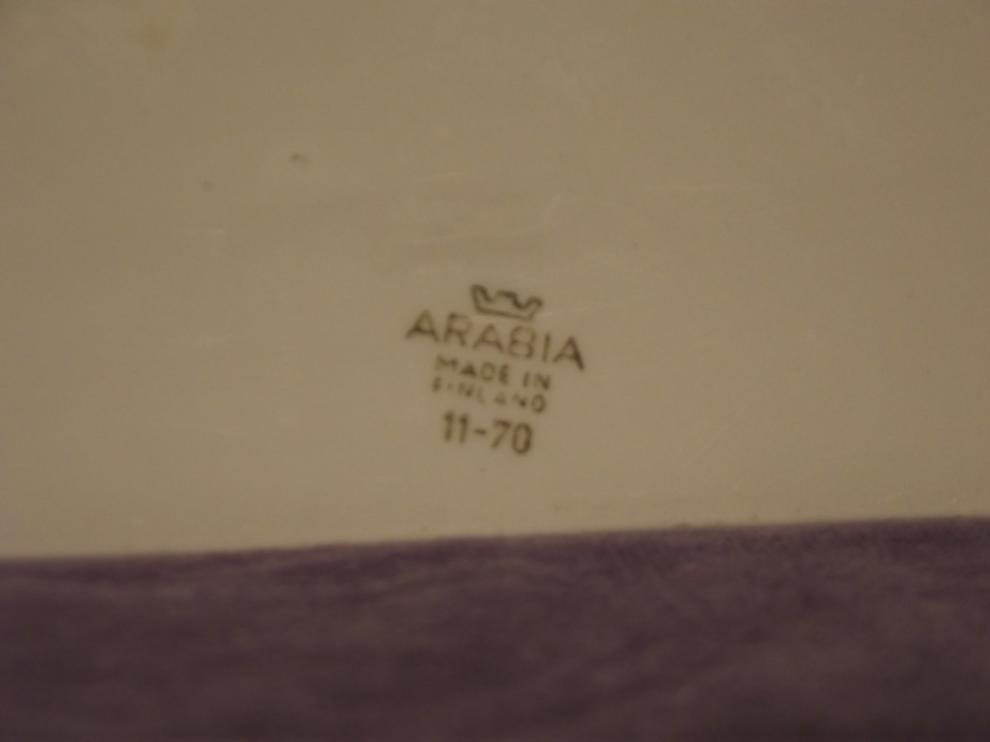 ARABIA
MADE IN
FINLAND
11-70